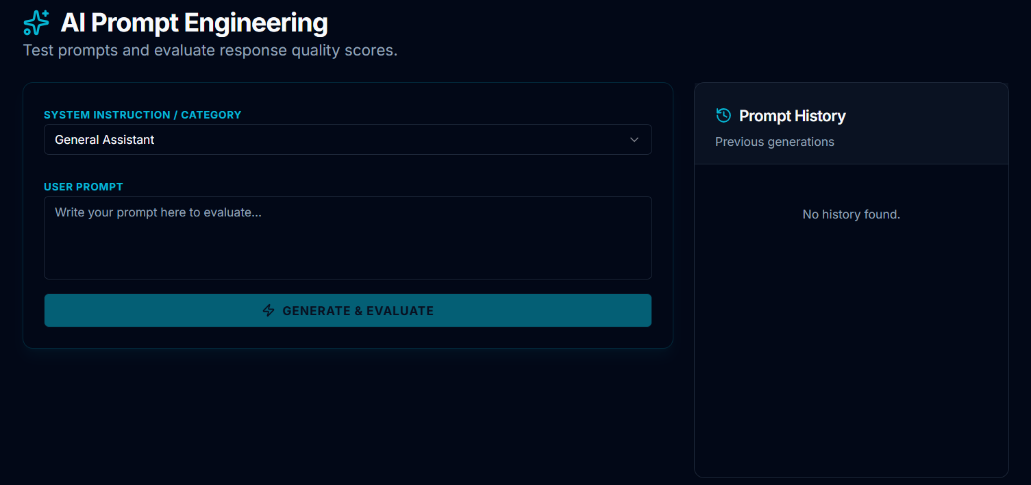 AI Prompt Engineering
Test prompts and evaluate response quality scores.
SYSTEM INSTRUCTION / CATEGORY
General Assistant
USER PROMPT
Write your prompt here to evaluate...
GENERATE & EVALUATE
Prompt History
Previous generations
No history found.